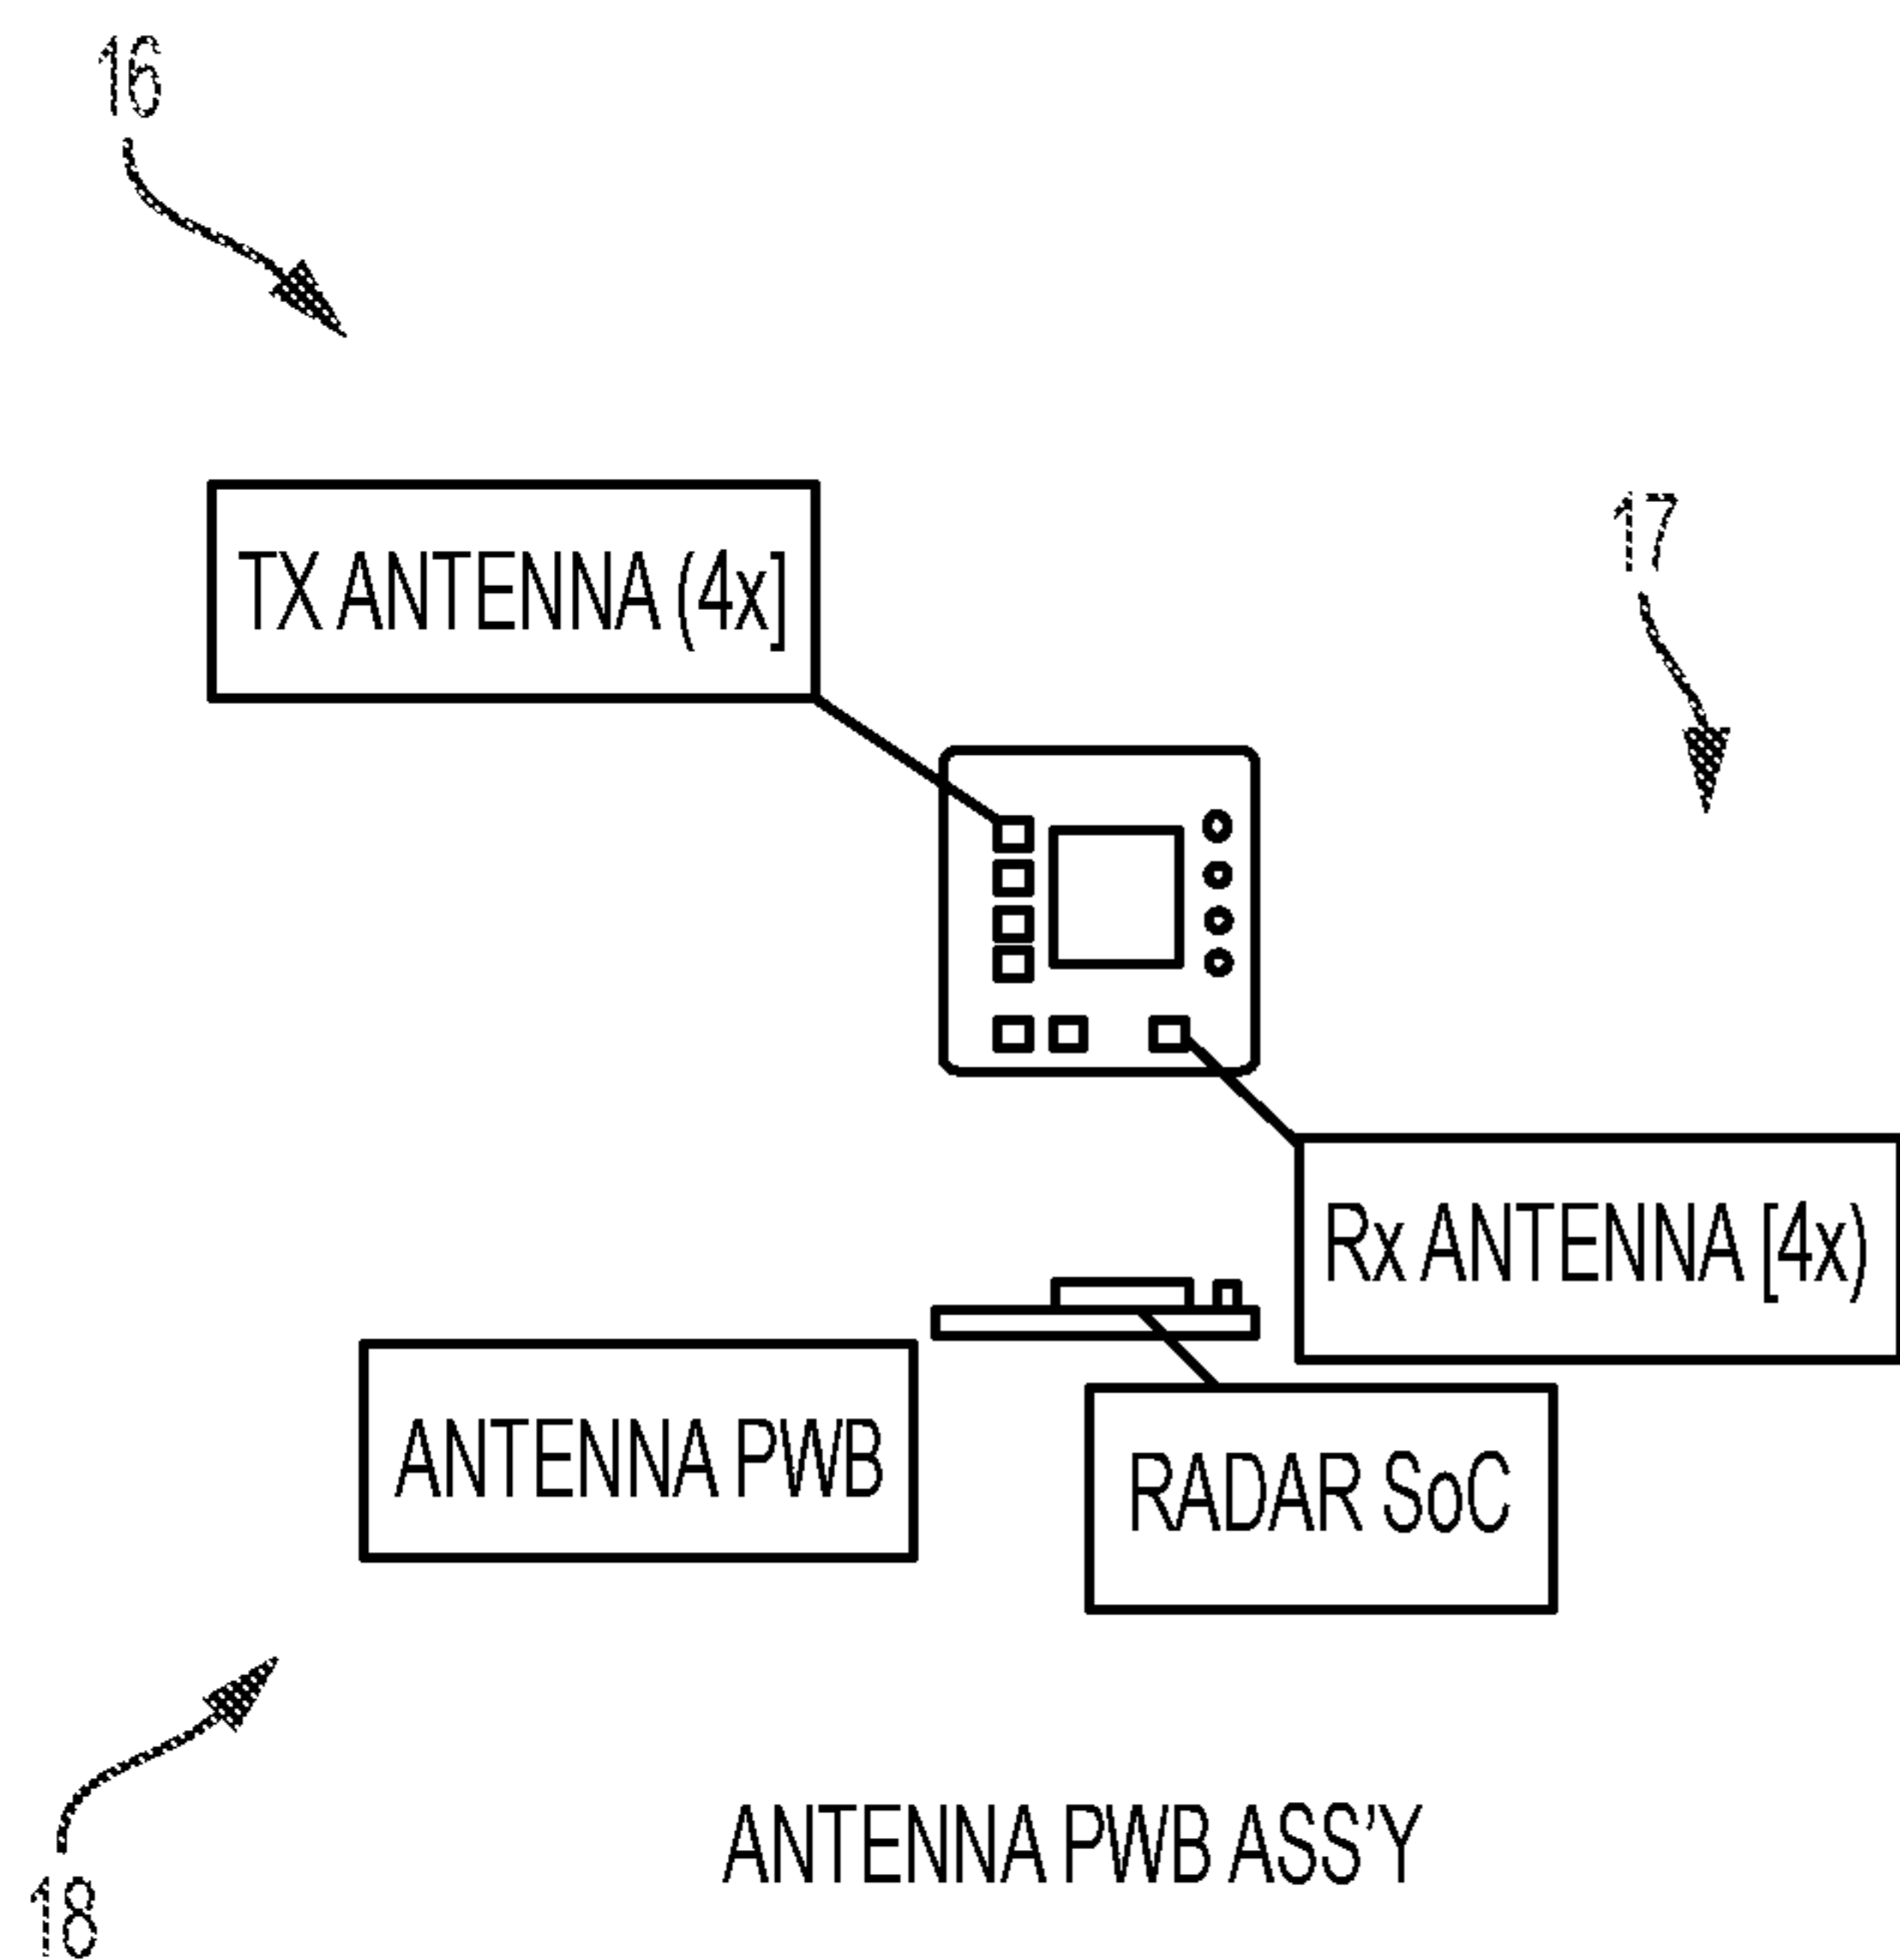 16
TX ANTENNA (4x]
17
Rx ANTENNA [4x)
ANTENNA PWB
RADAR SoC
ANTENNA PWB ASS'Y
18